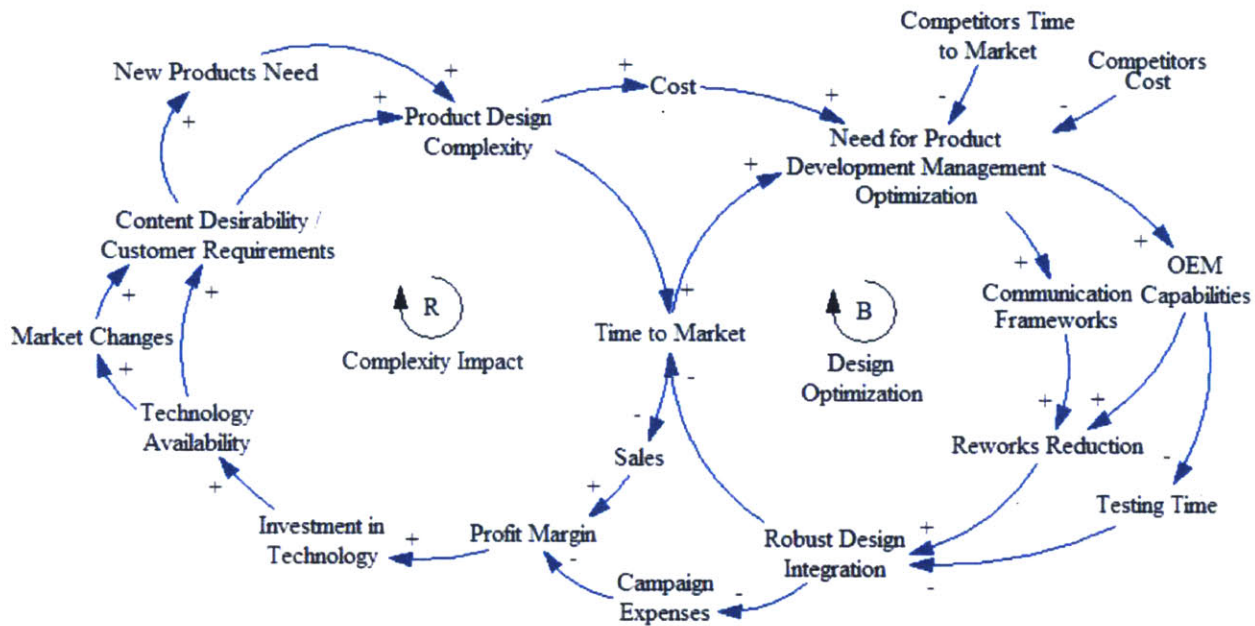 Competitors Time
to Market
Competitors
Cost
New Products Need
+
+
+
Cost
+
-
-
+
+
Product Design
Complexity
Need for Product
Development Management
Optimization
+
Content Desirability /
Customer Requirements
+
+
+
+
+
OEM
Capabilities
R
Complexity Impact
B
Design
Optimization
Communication
Frameworks
Market Changes
+
Time to Market
-
Technology
Availability
-
+
+
Sales
Reworks Reduction
-
+
+
Testing Time
Investment in
Technology
+
Profit Margin
-
+
Robust Design
Integration
-
Campaign
Expenses
-